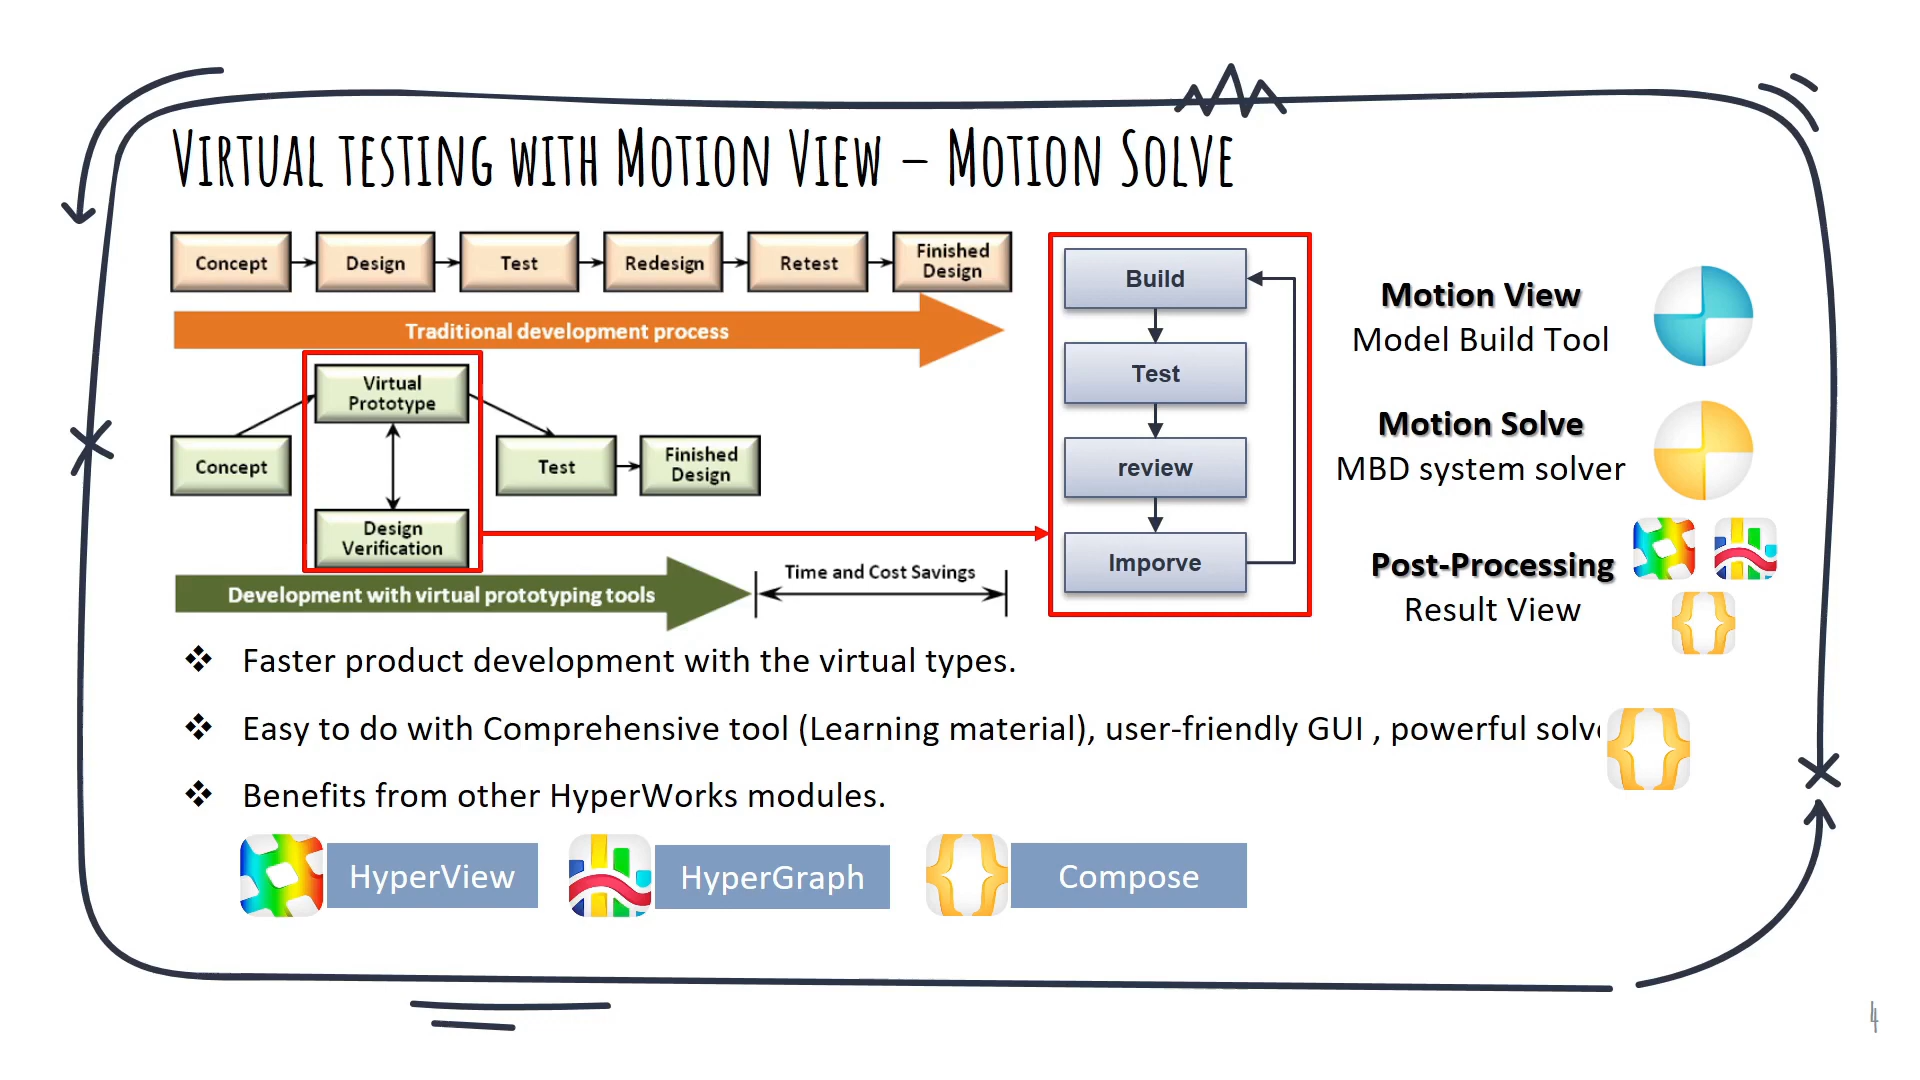 Virtual testing with Motion View – Motion Solve
Concept
Design
Test
Redesign
Retest
Finished
Design
Traditional development process
Virtual
Prototype
Concept
Test
Finished
Design
Design
Verification
Development with virtual prototyping tools
Time and Cost Savings
Build
Test
review
Imporve
Motion View
Model Build Tool
Motion Solve
MBD system solver
Post-Processing
Result View
❖ Faster product development with the virtual types.
❖ Easy to do with Comprehensive tool (Learning material), user-friendly GUI , powerful
❖ Benefits from other HyperWorks modules.
HyperView
HyperGraph
Compose
4